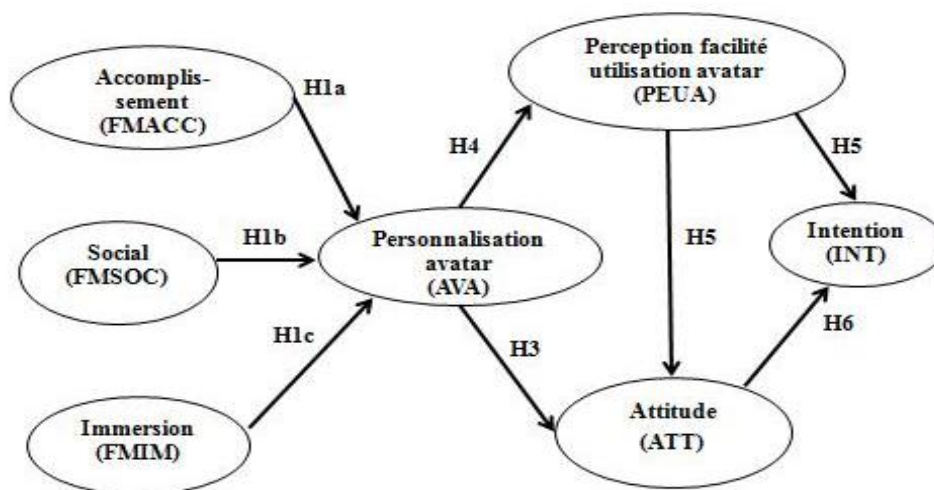 Accomplis-
sement
(FMACC)
H1a
Social
(FMSOC)
H1b
Immersion
(FMIM)
H1c
Personnalisation
avatar
(AVA)
H4
H3
Perception facilité
utilisation avatar
(PEUA)
H5
H5
Intention
(INT)
H6
Attitude
(ATT)